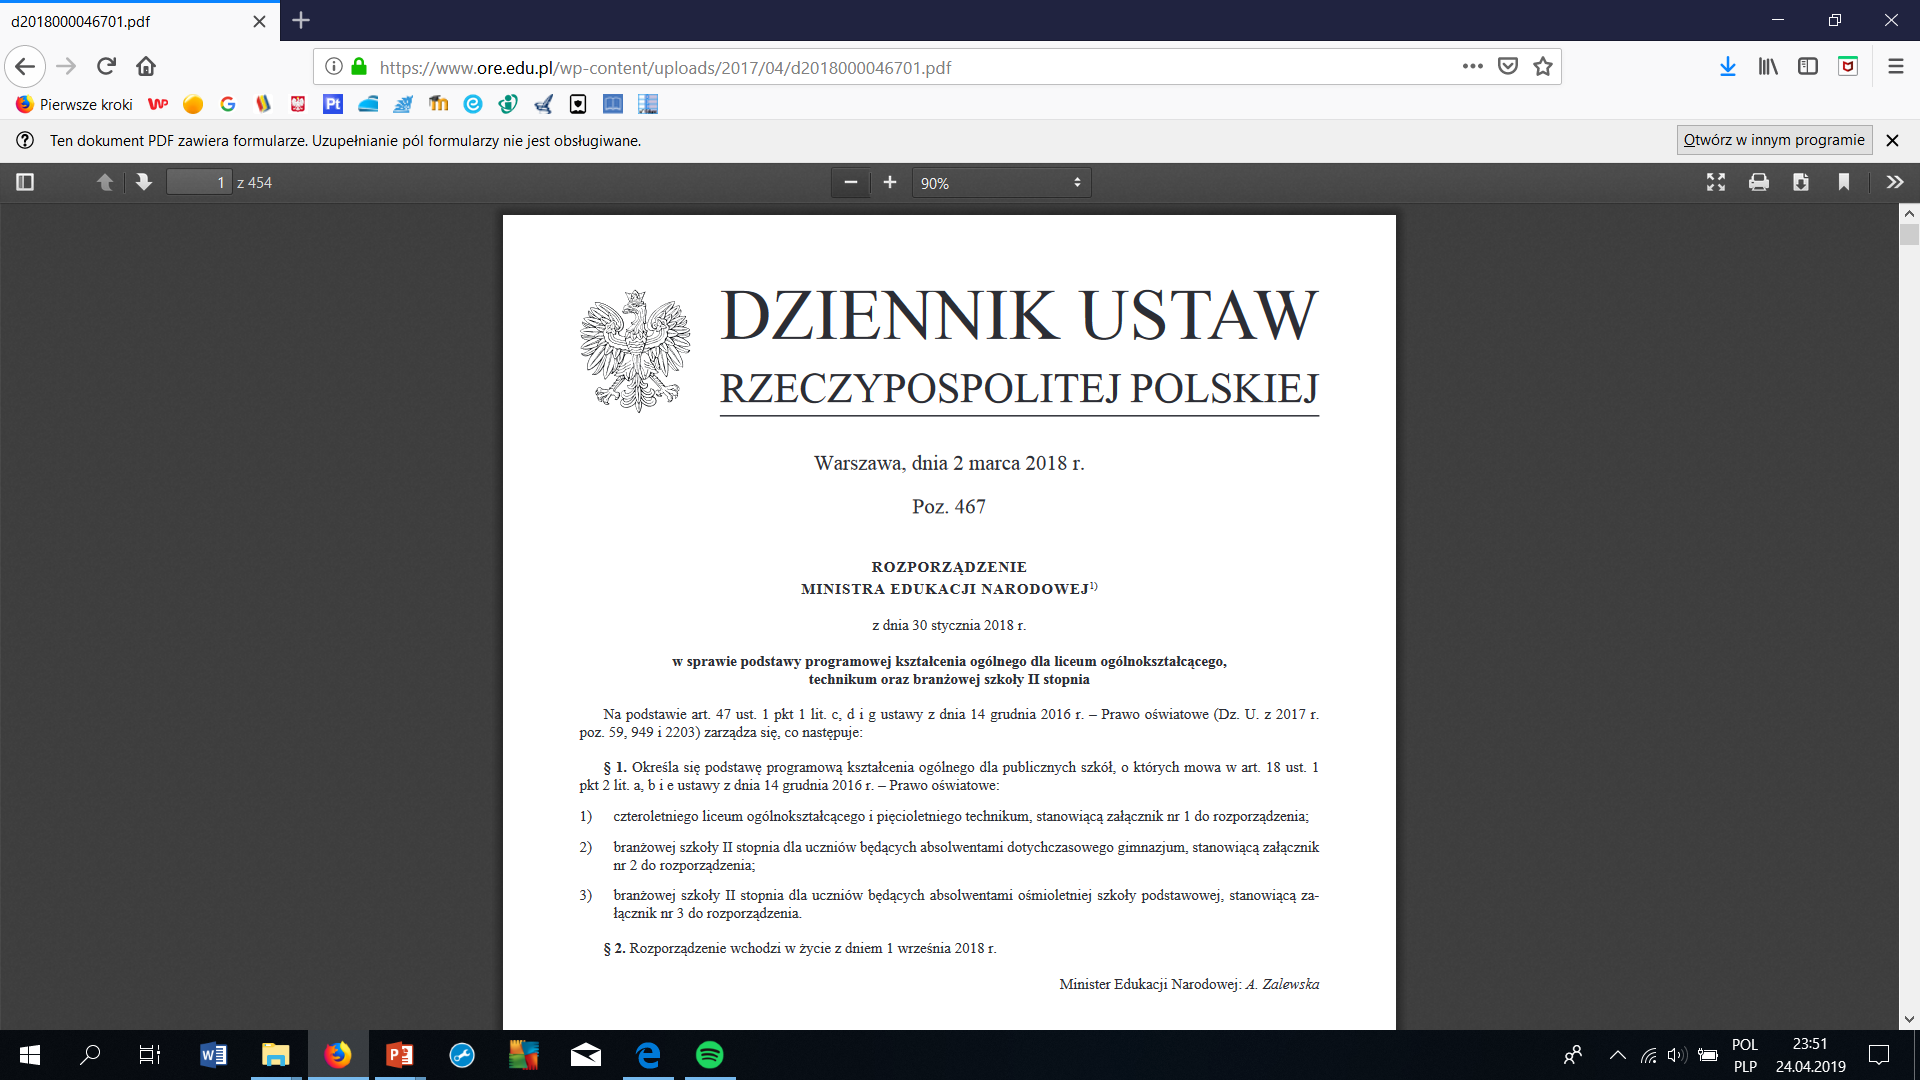 d2018000046701.pdf
https://www.ore.edu.pl/wp-content/uploads/2017/04/d2018000046701.pdf
Pierwsze kroki
Ten dokument PDF zawiera formularze. Uzupełnianie pól formularzy nie jest obsługiwane.
Otwórz w innym programie
1 z 454
90%
DZIENNIK USTAW
RZECZYPOSPOLITEJ POLSKIEJ
Warszawa, dnia 2 marca 2018 r.
Poz. 467
ROZPORZĄDZENIE
MINISTRA EDUKACJI NARODOWEJ1)
z dnia 30 stycznia 2018 r.
w sprawie podstawy programowej kształcenia ogólnego dla liceum ogólnokształcącego,
technikum oraz branżowej szkoły II stopnia
Na podstawie art. 47 ust. 1 pkt 1 lit. c, d i g ustawy z dnia 14 grudnia 2016 r. – Prawo oświatowe (Dz. U. z 2017 r.
poz. 59, 949 i 2203) zarządza się, co następuje:
§ 1. Określa się podstawę programową kształcenia ogólnego dla publicznych szkół, o których mowa w art. 18 ust. 1
pkt 2 lit. a, b i e ustawy z dnia 14 grudnia 2016 r. – Prawo oświatowe:
1) czteroletniego liceum ogólnokształcącego i pięcioletniego technikum, stanowiącą załącznik nr 1 do rozporządzenia;
2) branżowej szkoły II stopnia dla uczniów będących absolwentami dotychczasowego gimnazjum, stanowiącą załącznik
nr 2 do rozporządzenia;
3) branżowej szkoły II stopnia dla uczniów będących absolwentami ośmioletniej szkoły podstawowej, stanowiącą za-
łącznik nr 3 do rozporządzenia.
§ 2. Rozporządzenie wchodzi w życie z dniem 1 września 2018 r.
Minister Edukacji Narodowej: A. Zalewska
POL
PLP
23:51
24.04.2019